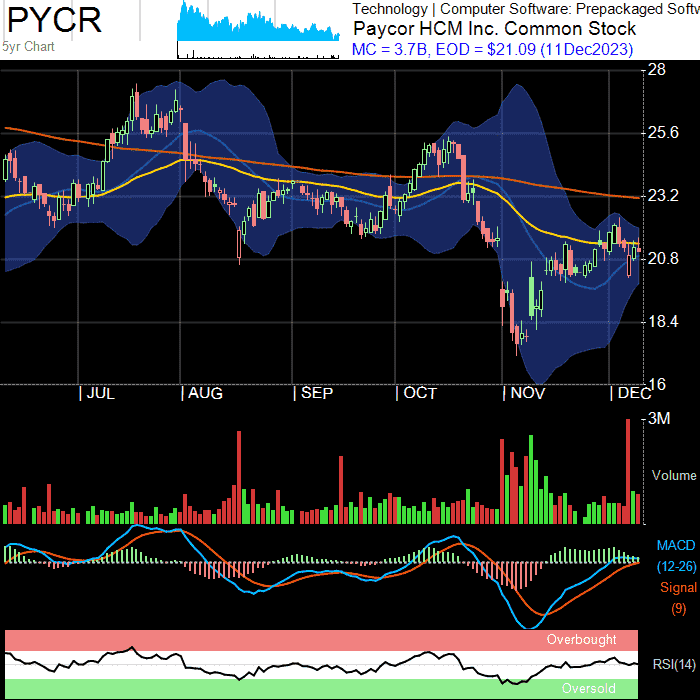 PYCR
5yr Chart
Technology | Computer Software: Prepackaged Softw
Paycor HCM Inc. Common Stock
MC = 3.7B, EOD = $21.09 (11Dec2023)
28
25.6
23.2
20.8
18.4
16
| JUL | AUG | SEP | OCT | NOV | DEC
3M
Volume
MACD
(12-26)
Signal
(9)
Overbought
RSI(14)
Oversold